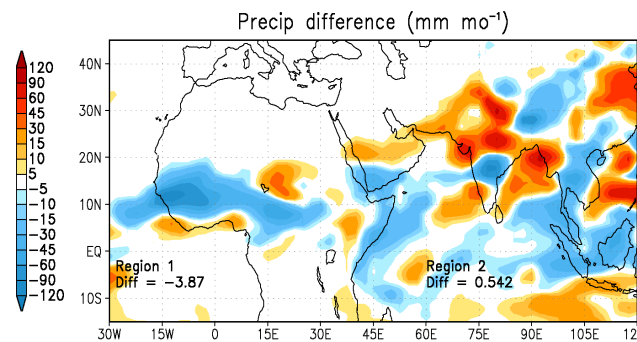 Precip difference (mm mo⁻¹)
120
90
60
45
30
15
10
5
−5
−10
−15
−30
−45
−60
−90
−120
40N
30N
20N
10N
EQ
10S
Region 1
Diff = −3.87
Region 2
Diff = 0.542
30W 15W 0 15E 30E 45E 60E 75E 90E 105E 120E